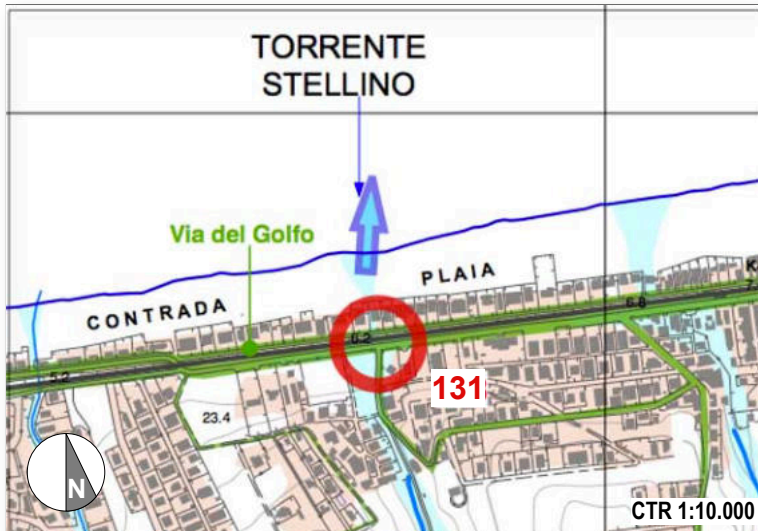 TORRENTE
STELLINO
Via del Golfo
PLAIA
CONTRADA
6.8
6.2
5.2
131
23.4
N
CTR 1:10.000